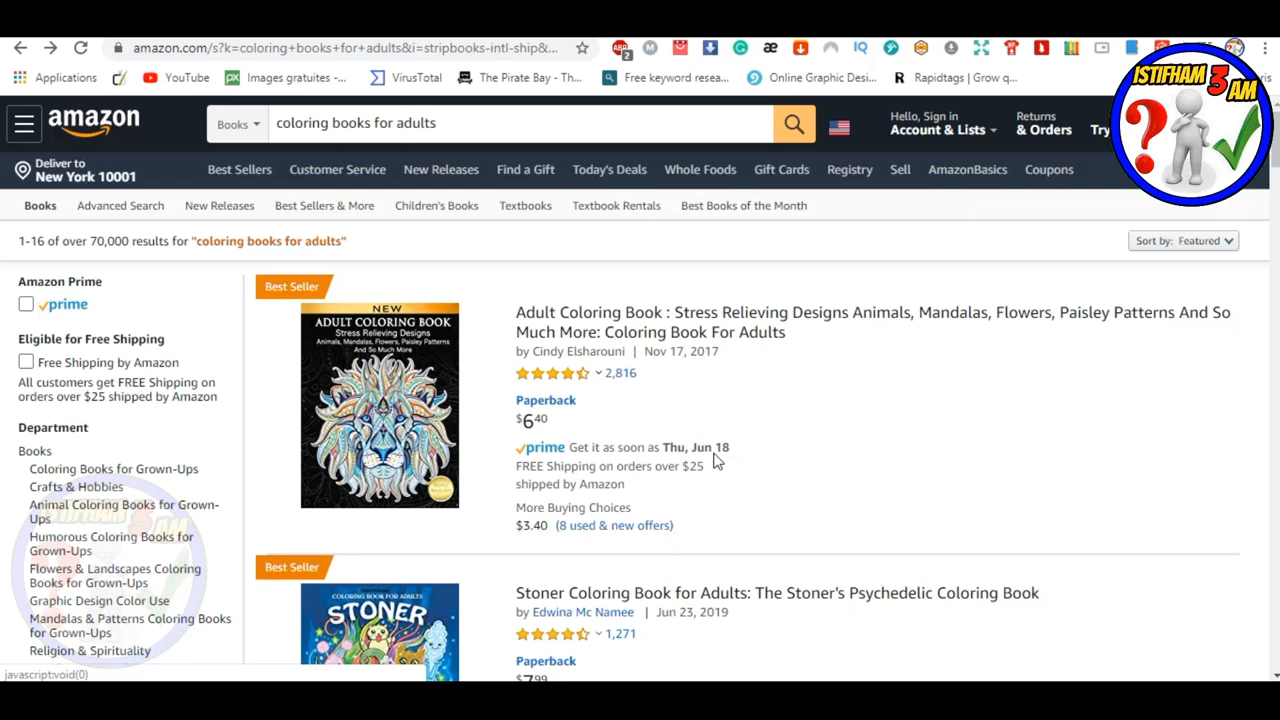 amazon.com/s?k=coloring+books+for+adults&i=stripbooks-intl-ship&...
Applications
YouTube
Images gratuites -...
VirusTotal
The Pirate Bay - Th...
Free keyword resea...
Online Graphic Desi...
Rapidtags | Grow q...
ISTIFHAM 3 AM
amazon
Books
coloring books for adults
Hello, Sign in
Account & Lists
Returns
& Orders
Try
Deliver to
New York 10001
Best Sellers
Customer Service
New Releases
Find a Gift
Today's Deals
Whole Foods
Gift Cards
Registry
Sell
AmazonBasics
Coupons
Books
Advanced Search
New Releases
Best Sellers & More
Children's Books
Textbooks
Textbook Rentals
Best Books of the Month
1-16 of over 70,000 results for "coloring books for adults"
Sort by: Featured
Amazon Prime
prime
Eligible for Free Shipping
Free Shipping by Amazon
All customers get FREE Shipping on
orders over $25 shipped by Amazon
Department
Books
Coloring Books for Grown-Ups
Crafts & Hobbies
Animal Coloring Books for Grown-
Ups
Humorous Coloring Books for
Grown-Ups
Flowers & Landscapes Coloring
Books for Grown-Ups
Graphic Design Color Use
Mandalas & Patterns Coloring Books
for Grown-Ups
Religion & Spirituality
javascript:void(0)
Best Seller
NEW
ADULT COLORING BOOK
Stress Relieving Designs
Animals, Mandalas, Flowers, Paisley Patterns
And So Much More
Adult Coloring Book : Stress Relieving Designs Animals, Mandalas, Flowers, Paisley Patterns And So
Much More: Coloring Book For Adults
by Cindy Elsharouni | Nov 17, 2017
2,816
Paperback
$6.40
prime Get it as soon as Thu, Jun 18
FREE Shipping on orders over $25
shipped by Amazon
More Buying Choices
$3.40 (8 used & new offers)
Best Seller
COLORING BOOK FOR ADULTS
STONER
Stoner Coloring Book for Adults: The Stoner's Psychedelic Coloring Book
by Edwina Mc Namee | Jun 23, 2019
1,271
Paperback
$7.99